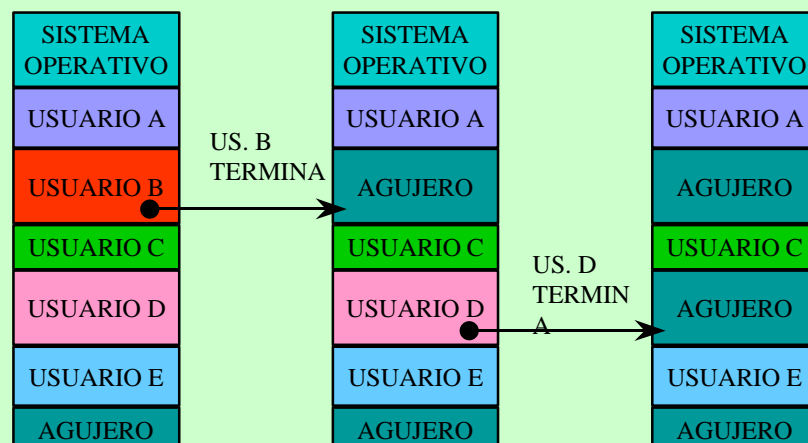 SISTEMA
OPERATIVO
USUARIO A
USUARIO B
USUARIO C
USUARIO D
USUARIO E
AGUJERO
US. B
TERMINA
SISTEMA
OPERATIVO
USUARIO A
AGUJERO
USUARIO C
USUARIO D
USUARIO E
AGUJERO
US. D
TERMIN
A
SISTEMA
OPERATIVO
USUARIO A
AGUJERO
USUARIO C
AGUJERO
USUARIO E
AGUJERO